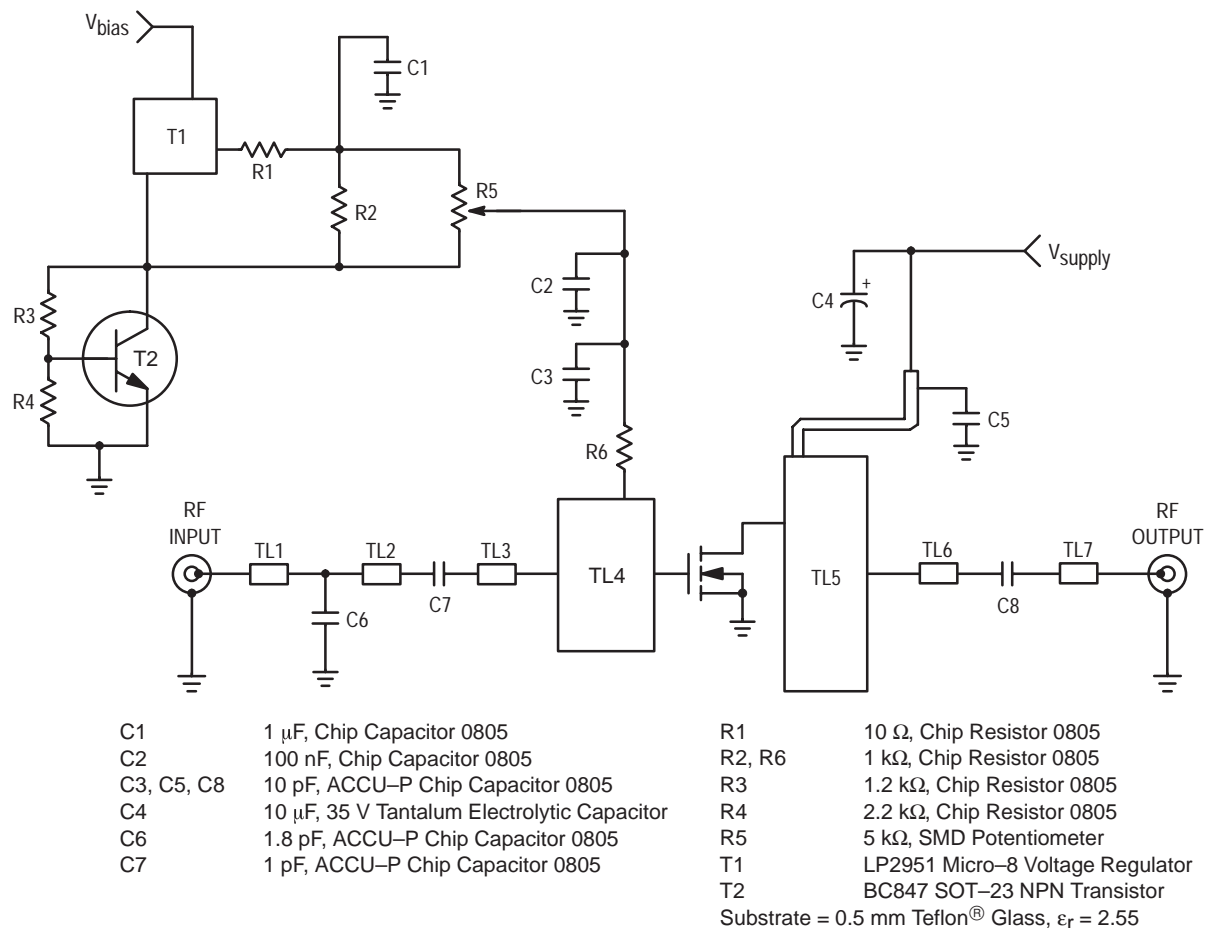 Vbias
C1
T1
R1
R2
R5
R3
T2
R4
C2
C3
R6
C4
+
Vsupply
C5
RF
INPUT
TL1
TL2
TL3
C6
C7
TL4
TL5
TL6
TL7
C8
RF
OUTPUT
C1 1 μF, Chip Capacitor 0805
C2 100 nF, Chip Capacitor 0805
C3, C5, C8 10 pF, ACCU–P Chip Capacitor 0805
C4 10 μF, 35 V Tantalum Electrolytic Capacitor
C6 1.8 pF, ACCU–P Chip Capacitor 0805
C7 1 pF, ACCU–P Chip Capacitor 0805
R1 10 Ω, Chip Resistor 0805
R2, R6 1 kΩ, Chip Resistor 0805
R3 1.2 kΩ, Chip Resistor 0805
R4 2.2 kΩ, Chip Resistor 0805
R5 5 kΩ, SMD Potentiometer
T1 LP2951 Micro–8 Voltage Regulator
T2 BC847 SOT–23 NPN Transistor
Substrate = 0.5 mm Teflon® Glass, εr = 2.55